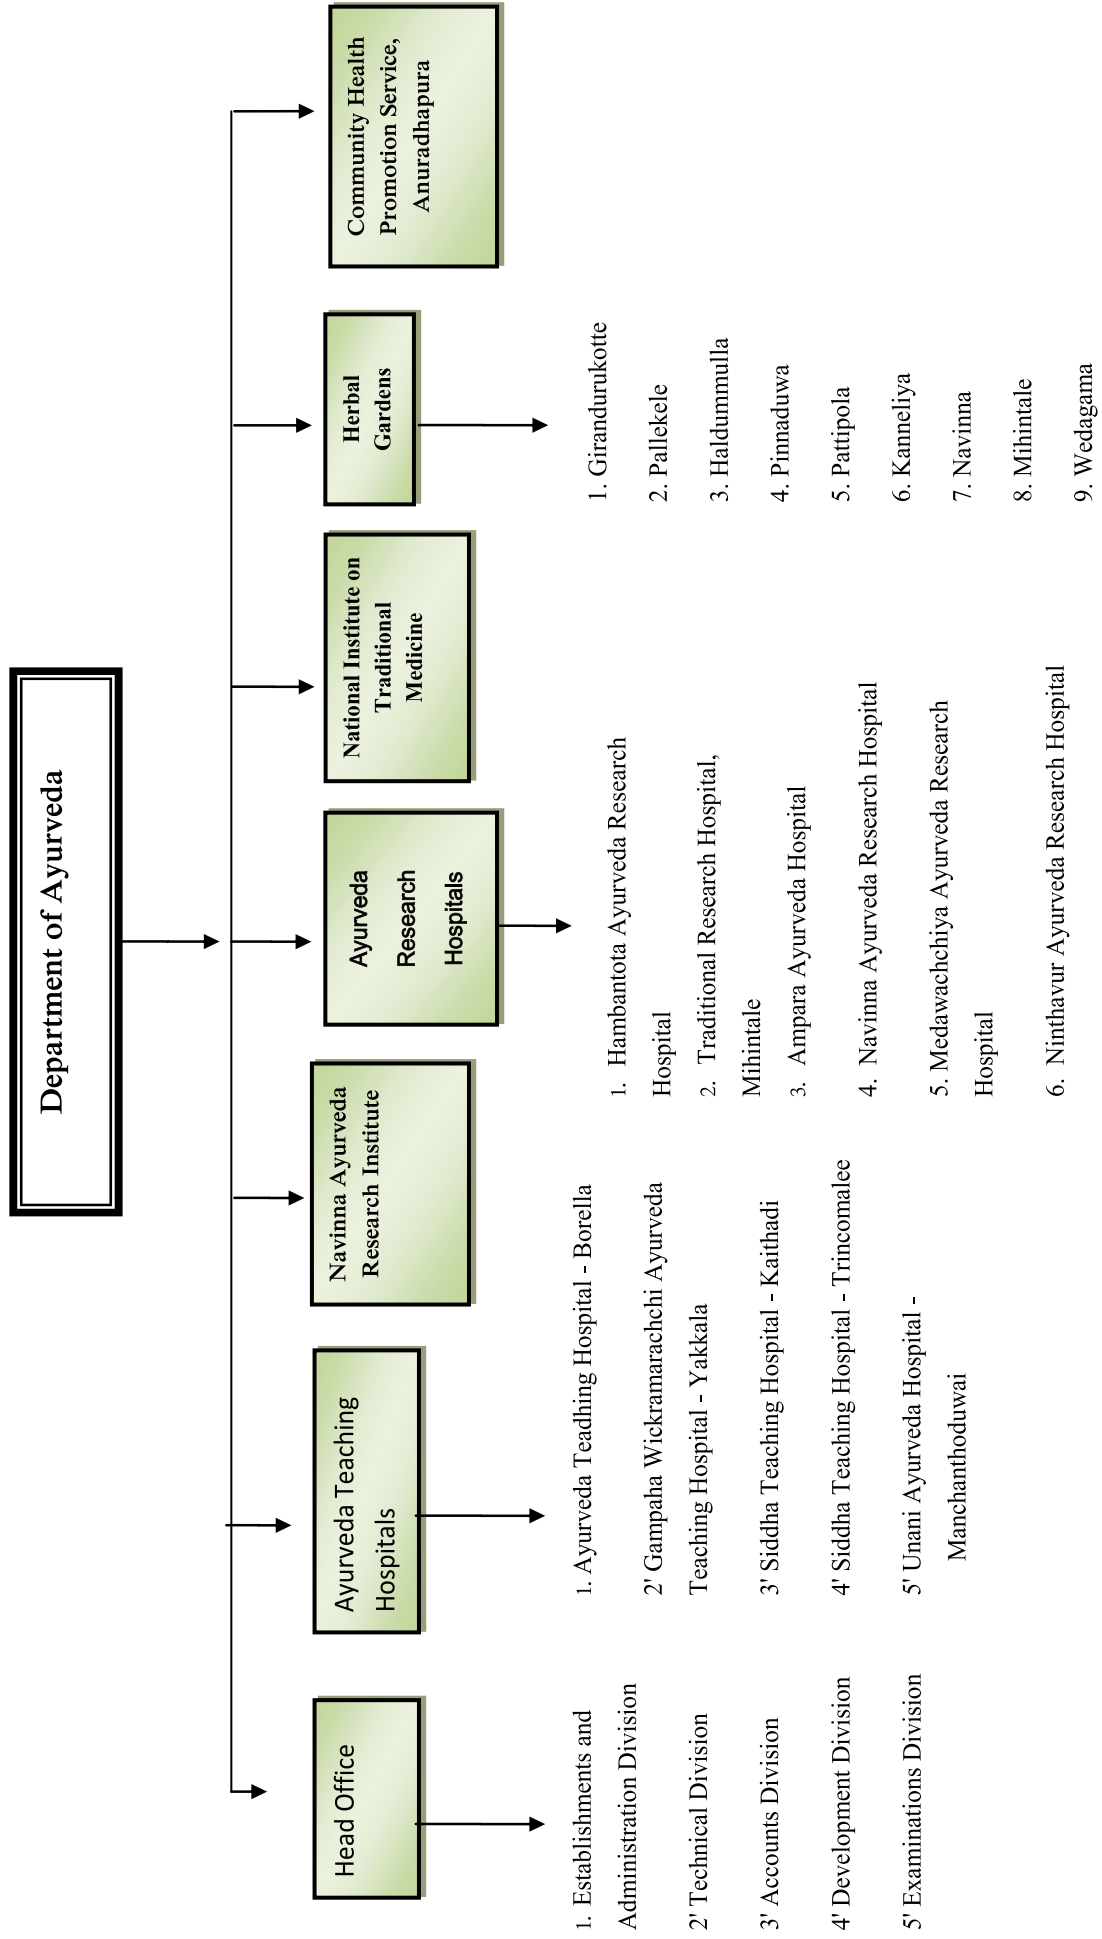 Department of Ayurveda
Head Office
1. Establishments and
Administration Division
2' Technical Division
3' Accounts Division
4' Development Division
5' Examinations Division
Ayurveda Teaching
Hospitals
1. Ayurveda Teadhing Hospital - Borella
2' Gampaha Wickramarachchi Ayurveda
Teaching Hospital - Yakkala
3' Siddha Teaching Hospital - Kaithadi
4' Siddha Teaching Hospital - Trincomalee
5' Unani Ayurveda Hospital -
Manchanthoduwai
Navinna Ayurveda
Research Institute
Ayurveda
Research
Hospitals
1. Hambantota Ayurveda Research
Hospital
2. Traditional Research Hospital,
Mihintale
3. Ampara Ayurveda Hospital
4. Navinna Ayurveda Research Hospital
5. Medawachchiya Ayurveda Research
Hospital
6. Ninthavur Ayurveda Research Hospital
National Institute on
Traditional
Medicine
Herbal
Gardens
1. Girandurukotte
2. Pallekele
3. Haldummulla
4. Pinnaduwa
5. Pattipola
6. Kanneliya
7. Navinna
8. Mihintale
9. Wedagama
Community Health
Promotion Service,
Anuradhapura